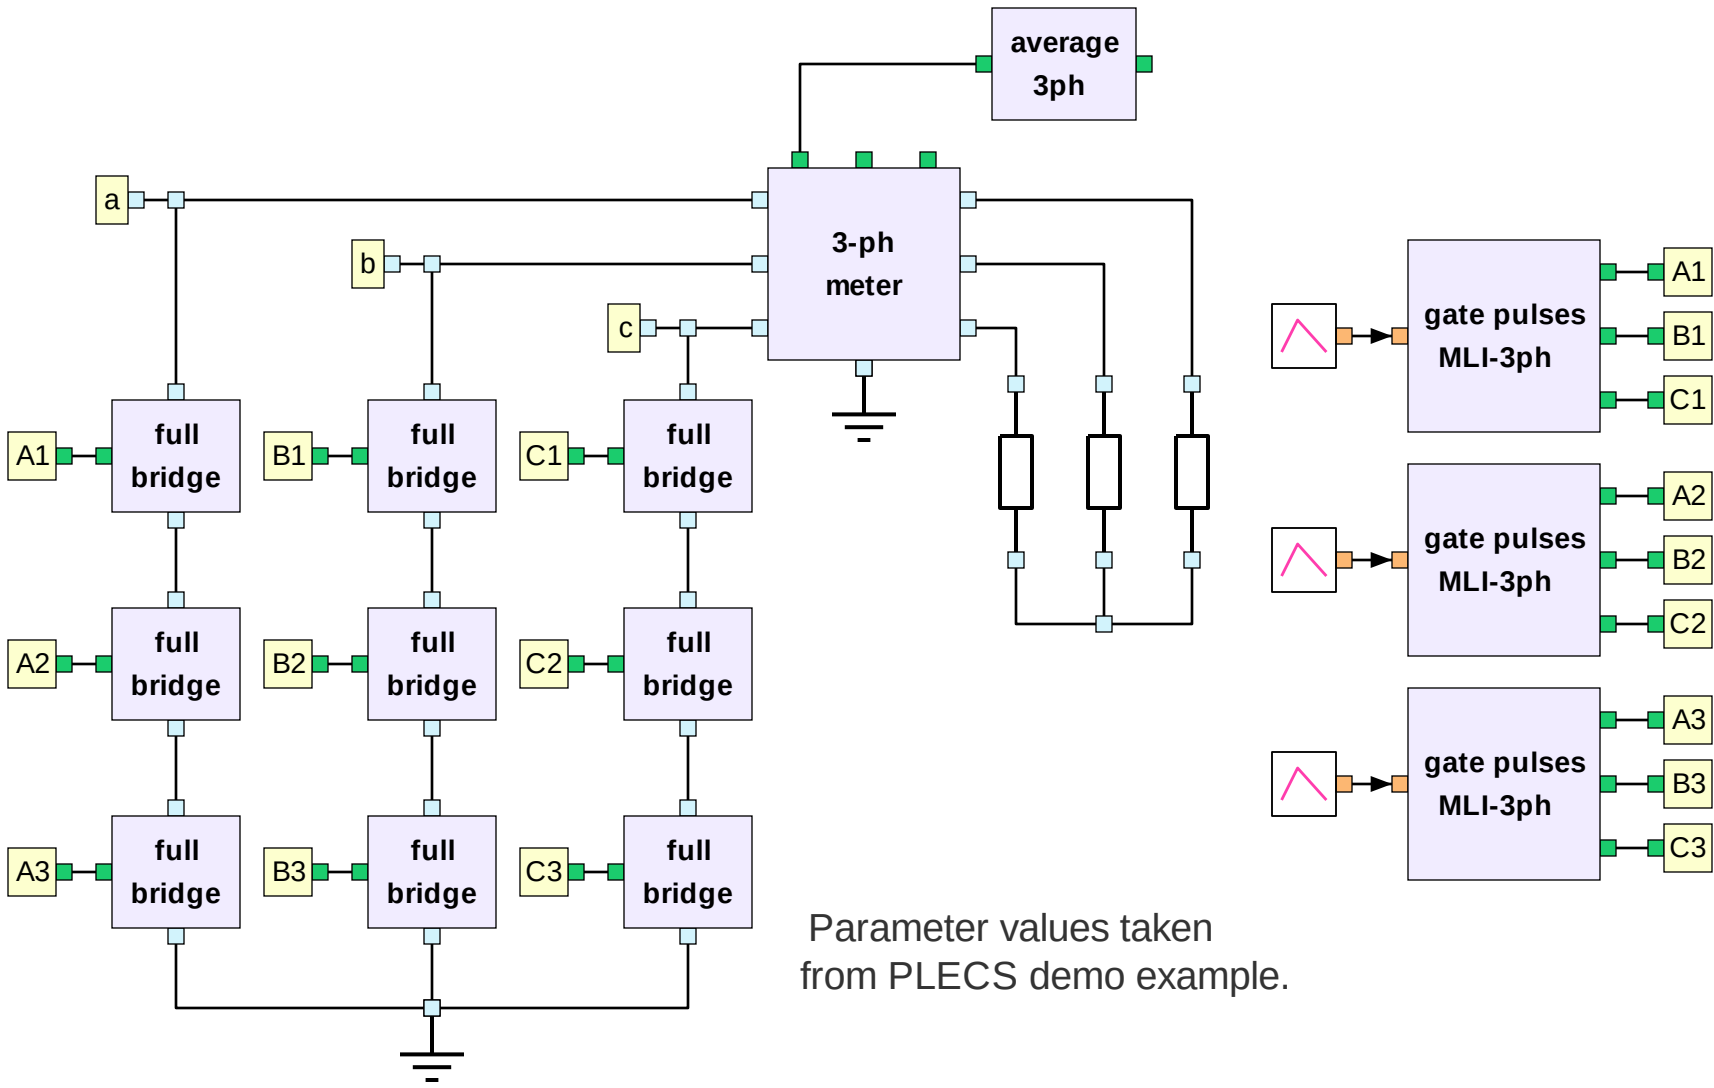 average
3ph
a
b
c
3-ph
meter
full
bridge
full
bridge
full
bridge
A1
B1
C1
full
bridge
full
bridge
full
bridge
A2
B2
C2
full
bridge
full
bridge
full
bridge
A3
B3
C3
gate pulses
MLI-3ph
A1
B1
C1
gate pulses
MLI-3ph
A2
B2
C2
gate pulses
MLI-3ph
A3
B3
C3
Parameter values taken
from PLECS demo example.